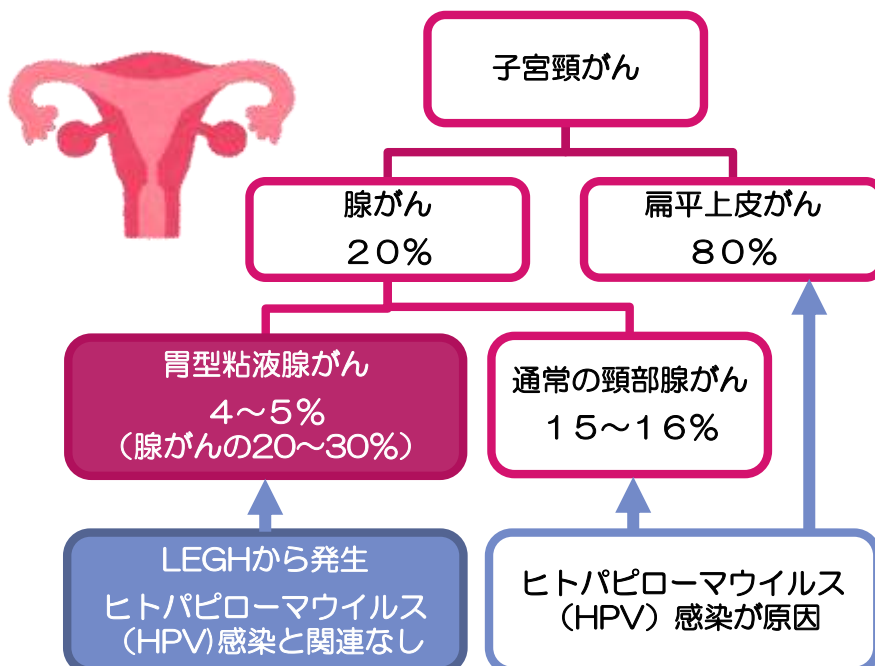 子宮頸がん
腺がん
２０％
扁平上皮がん
８０％
胃型粘液腺がん
４～５％
（腺がんの20～30％）
通常の頸部腺がん
１５～１６％
LEGHから発生
ヒトパピローマウイルス
（HPV)感染と関連なし
ヒトパピローマウイルス
（HPV）感染が原因